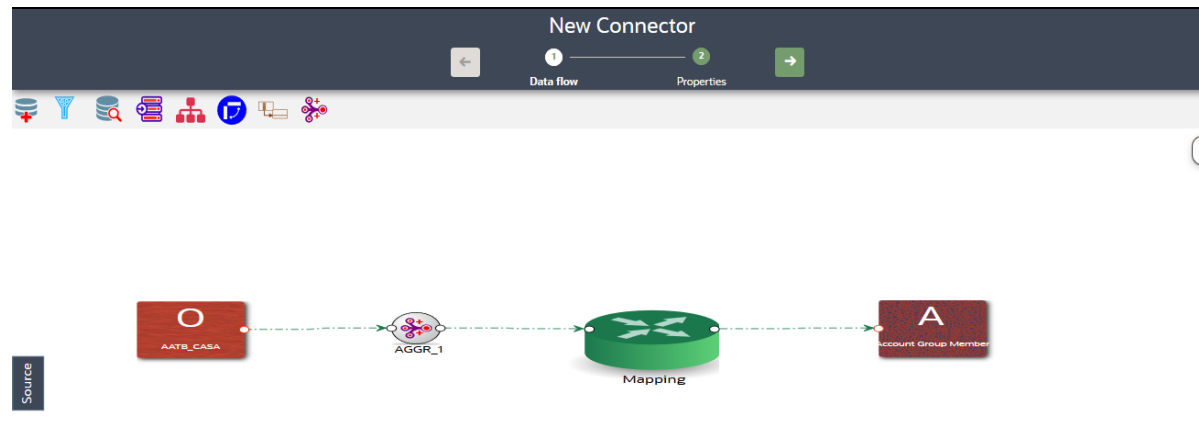 New Connector
1
2
Data flow
Properties
O
AATB_CASA
AGGR_1
Mapping
A
Account Group Member
Source